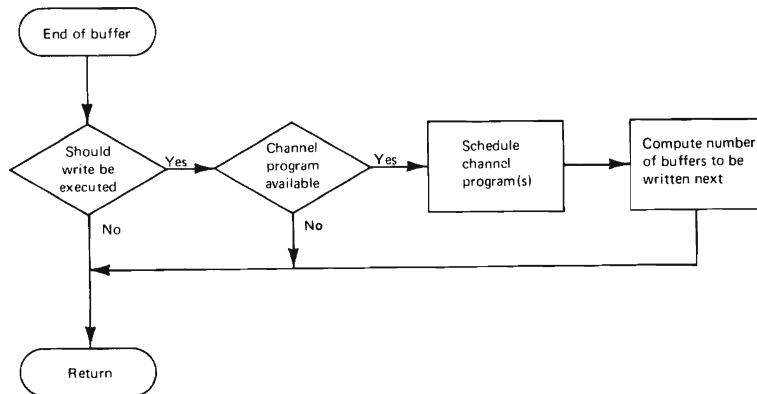 End of buffer
Should
write be
executed
Yes
Channel
program
available
Yes
Schedule
channel
program(s)
Compute number
of buffers to be
written next
No
No
Return